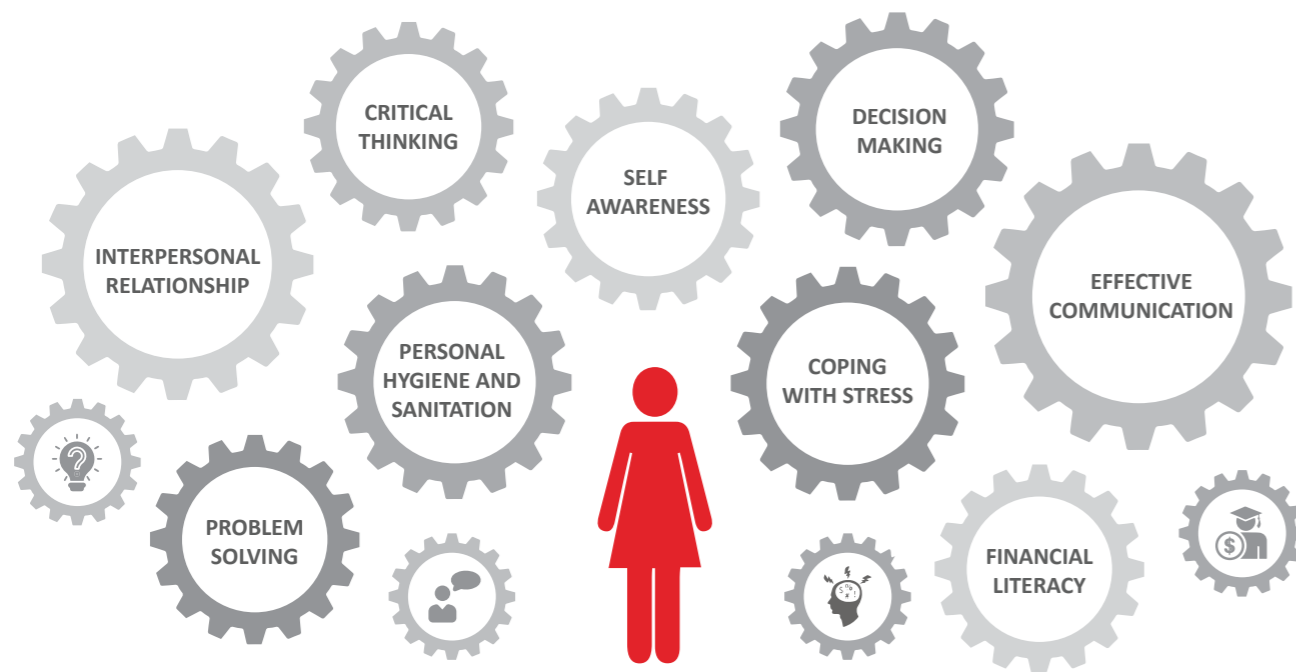 CRITICAL
THINKING
DECISION
MAKING
SELF
AWARENESS
INTERPERSONAL
RELATIONSHIP
EFFECTIVE
COMMUNICATION
PERSONAL
HYGIENE AND
SANITATION
COPING
WITH STRESS
PROBLEM
SOLVING
FINANCIAL
LITERACY
?
$